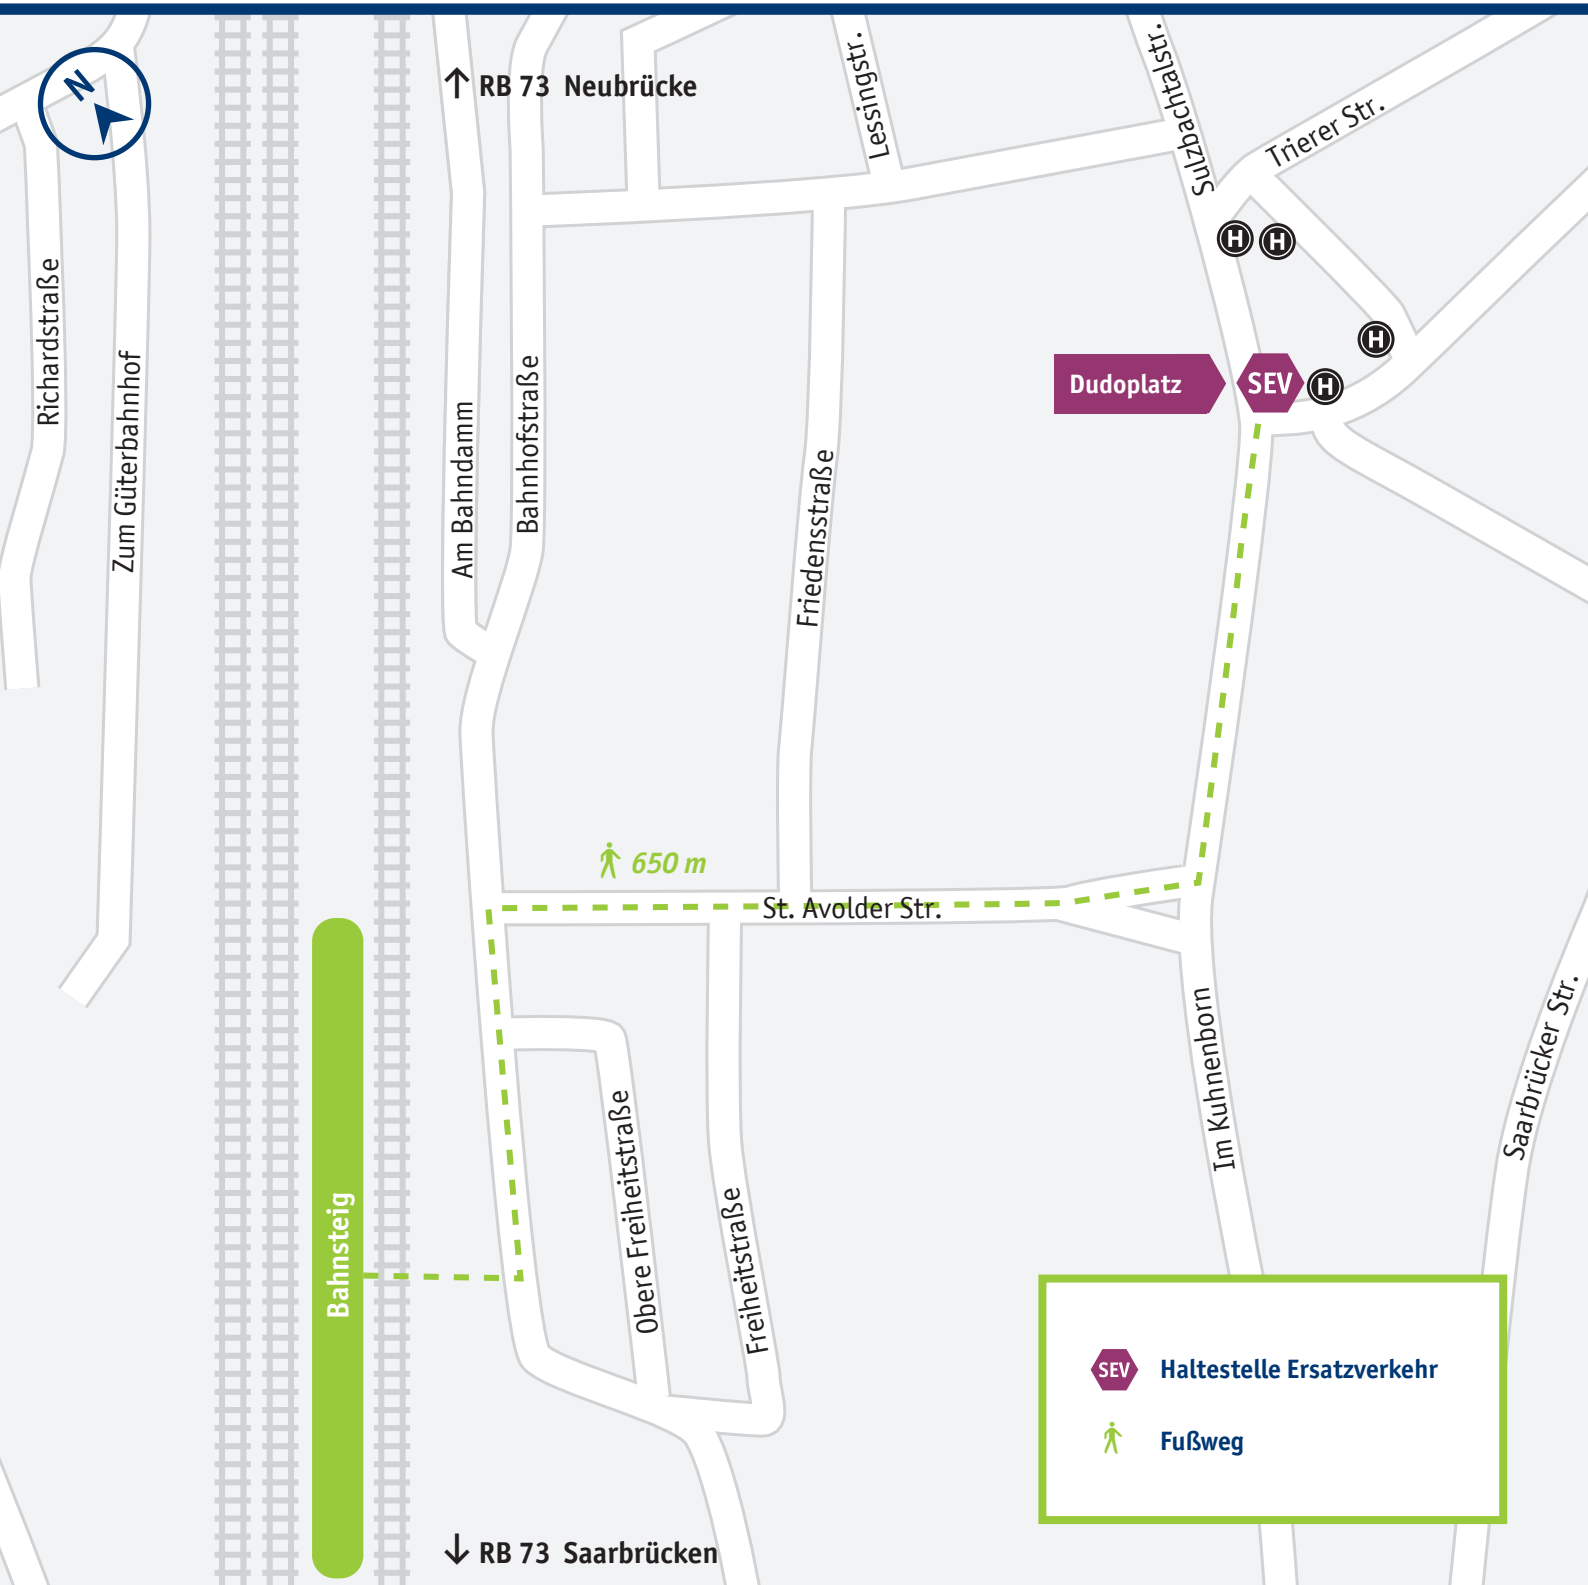 N
↑ RB 73 Neubrücke
Lessingstr.
Sulzbachtalstr.
Trierer Str.
H
H
H
H
Richardstraße
Zum Güterbahnhof
Am Bahndamm
Bahnhofstraße
Friedensstraße
Dudoplatz
SEV
650 m
St. Avolder Str.
Bahnsteig
Obere Freiheitstraße
Freiheitstraße
Im Kuhnenborn
Saarbrücker Str.
SEV Haltestelle Ersatzverkehr
Fußweg
↓ RB 73 Saarbrücken